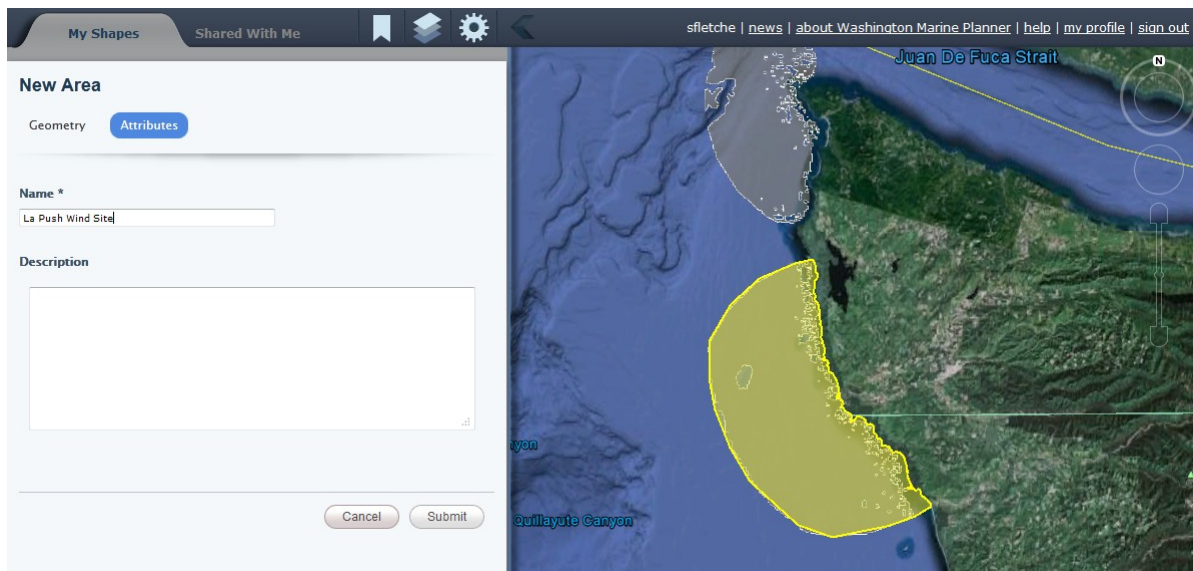 My Shapes
Shared With Me
sfletche | news | about Washington Marine Planner | help | my profile | sign out
New Area
Geometry
Attributes
Name *
La Push Wind Site
Description
Cancel
Submit
Juan De Fuca Strait
N
yon
Quillayute Canyon